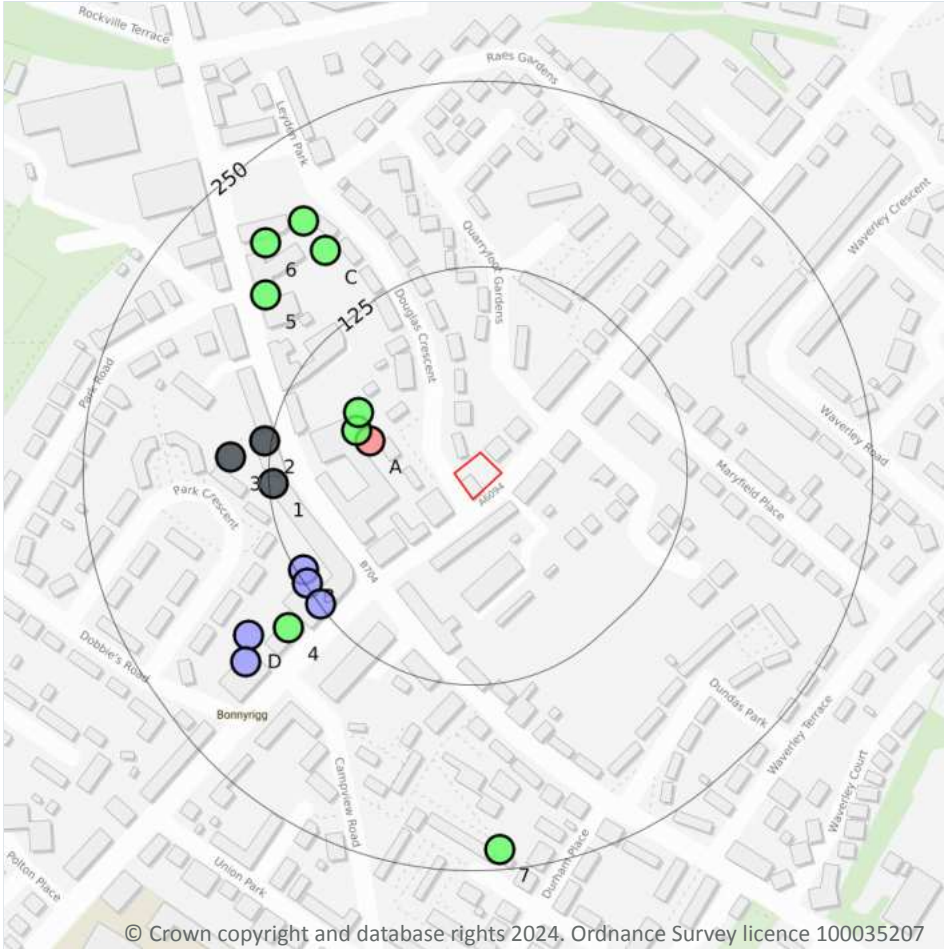 Rockville Terrace
Raes Gardens
Leyden Park
250
Waverley Crescent
6
C
Quarryfoot Gardens
5
125
Douglas Crescent
Park Road
Waverley Road
2
A
3
Maryfield Place
A6094
Park Crescent
1
B704
4
D
Dobbie's Road
Dundas Park
Bonnyrigg
Waverley Terrace
Campview Road
Waverley Court
Durham Place
7
Polton Place
Union Park
© Crown copyright and database rights 2024. Ordnance Survey licence 100035207